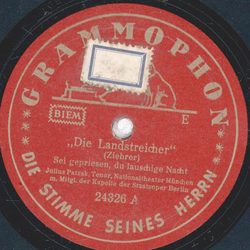 GRAMMOPHON
BIEM
E
„Die Landstreicher“
(Ziehrer)
Sei gepriesen, du lauschige Nacht
Julius Patzak, Tenor, Nationaltheater München
m. Mitgl. der Kapelle der Staatsoper Berlin
24326 A
DIE STIMME SEINES HERRN